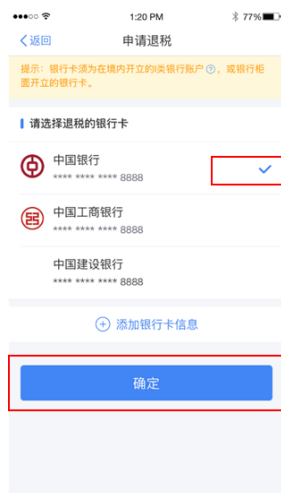 1:20 PM
77%
返回
申请退税
提示：银行卡须为在境内开立的I类银行账户?，或银行柜
面开立的银行卡。
请选择退税的银行卡
中国银行
**** **** **** 8888
中国工商银行
**** **** **** 8888
中国建设银行
**** **** **** 8888
添加银行卡信息
确定